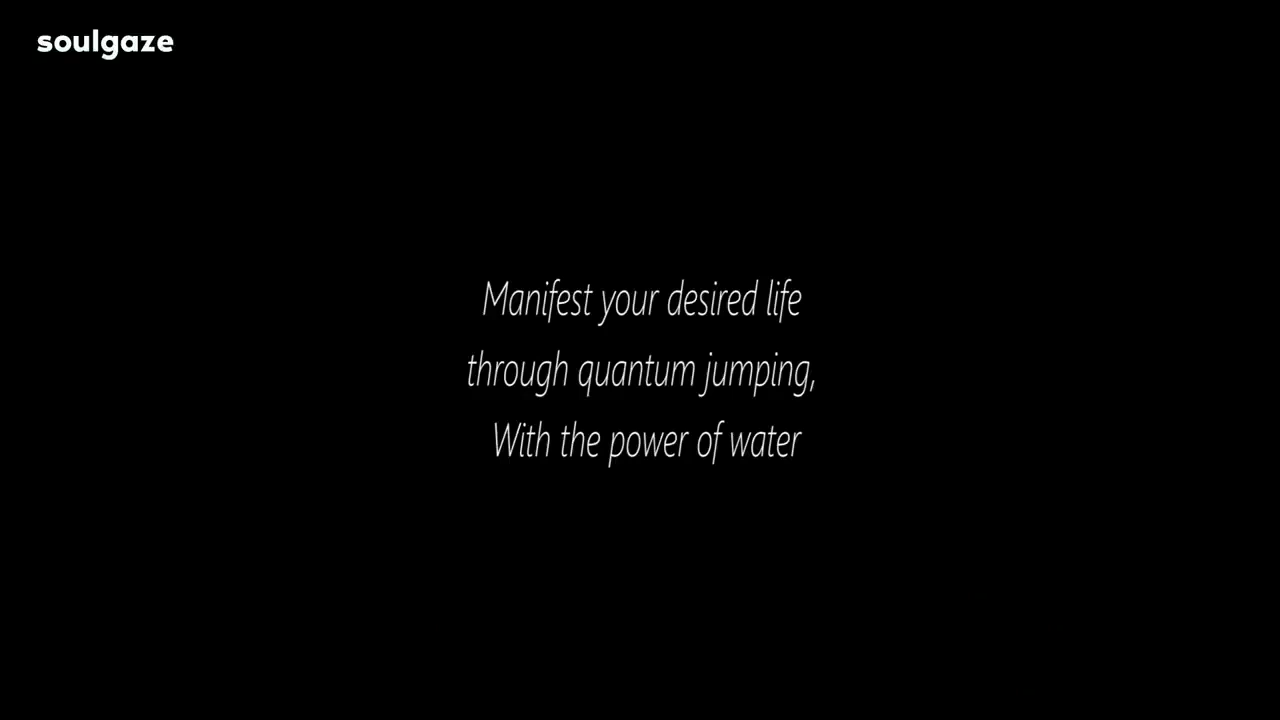 soulgaze
Manifest your desired life
through quantum jumping,
With the power of water